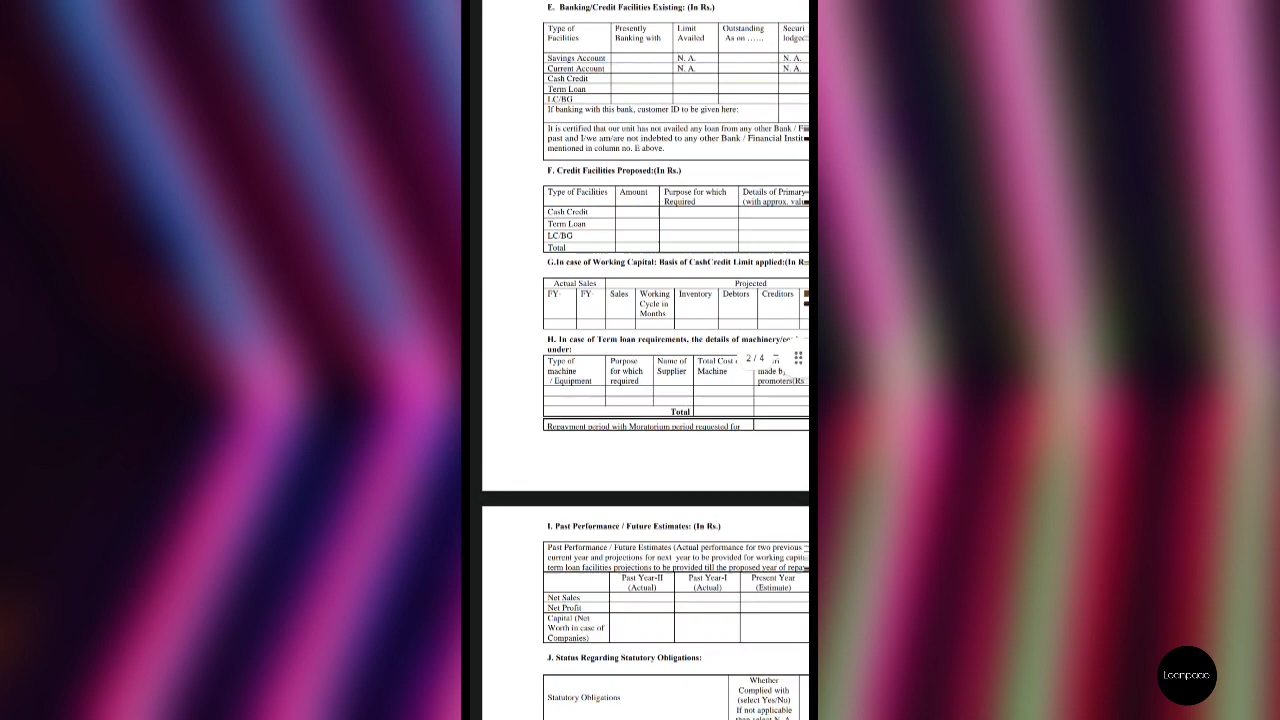 E. Banking/Credit Facilities Existing: (In Rs.)
Type of Facilities Presently Banking with Limit Availed Outstanding As on ......
Savings Account N. A. N. A.
Current Account N. A. N. A.
Cash Credit
Term Loan
LC/BG
If banking with this bank, customer ID to be given here:
It is certified that our unit has not availed any loan from any other Bank /
past and I/we am/are not indebted to any other Bank / Financial
mentioned in column no. E above.
F. Credit Facilities Proposed:(In Rs.)
Type of Facilities Amount Purpose for which Required Details of Primary (with approx.
Cash Credit
Term Loan
LC/BG
Total
G.In case of Working Capital: Basis of CashCredit Limit applied:(In
Actual Sales Projected
FY- FY- Sales Working Cycle in Months Inventory Debtors Creditors
H. In case of Term loan requirements, the details of
under:
Type of machine / Equipment Purpose for which required Name of Supplier Total Cost Machine made promoters(Rs
2 / 4
Total
Repayment period with Moratorium period requested for
I. Past Performance / Future Estimates: (In Rs.)
Past Performance / Future Estimates (Actual performance for two previous
current year and projections for next year to be provided for working
term loan facilities projections to be provided till the proposed year of
Past Year-II (Actual) Past Year-I (Actual) Present Year (Estimate)
Net Sales
Net Profit
Capital (Net Worth in case of Companies)
J. Status Regarding Statutory Obligations:
Statutory Obligations Whether Complied with (select Yes/No) If not applicable
Loanpaaa